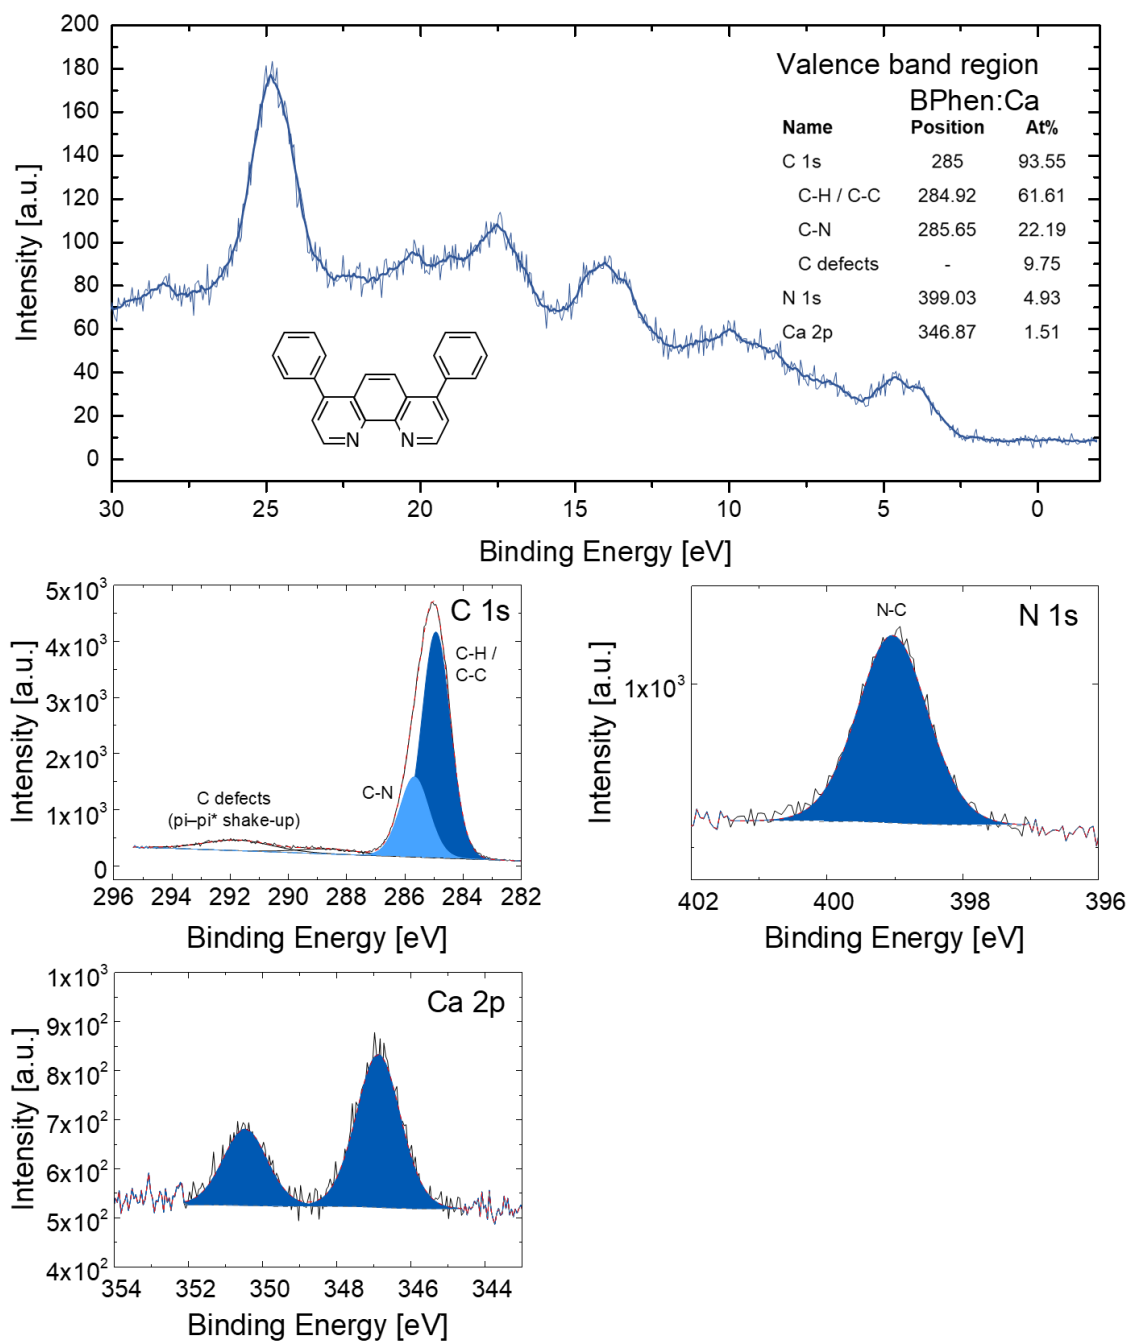 200
180
160
140
120
100
80
60
40
20
0
Intensity [a.u.]
Valence band region
BPhen:Ca
Name Position At%
C 1s 285 93.55
C-H / C-C 284.92 61.61
C-N 285.65 22.19
C defects - 9.75
N 1s 399.03 4.93
Ca 2p 346.87 1.51
N N
30 25 20 15 10 5 0
Binding Energy [eV]
5x10³
4x10³
3x10³
2x10³
1x10³
0
Intensity [a.u.]
C 1s
C-H /
C-C
C-N
C defects
(pi–pi* shake-up)
296 294 292 290 288 286 284 282
Binding Energy [eV]
1x10³
Intensity [a.u.]
N-C
N 1s
402 400 398 396
Binding Energy [eV]
1x10³
9x10²
8x10²
7x10²
6x10²
5x10²
4x10²
Intensity [a.u.]
Ca 2p
354 352 350 348 346 344
Binding Energy [eV]